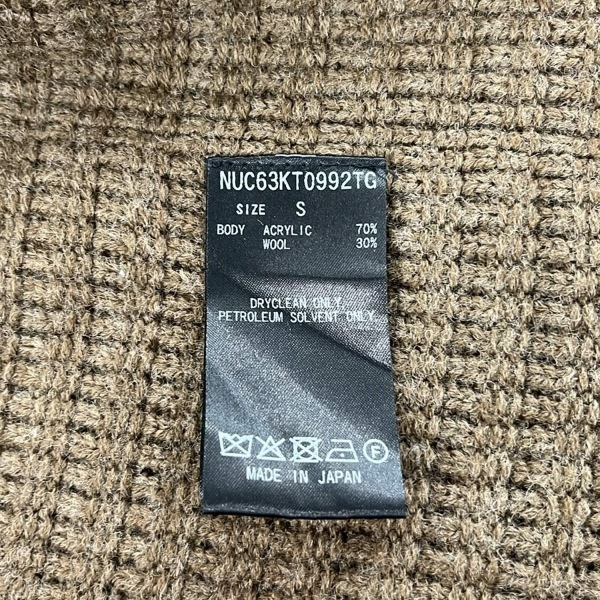 NUC63KT0992TG
SIZE S
BODY ACRYLIC 70%
WOOL 30%
DRYCLEAN ONLY.
PETROLEUM SOLVENT ONLY.
F
MADE IN JAPAN